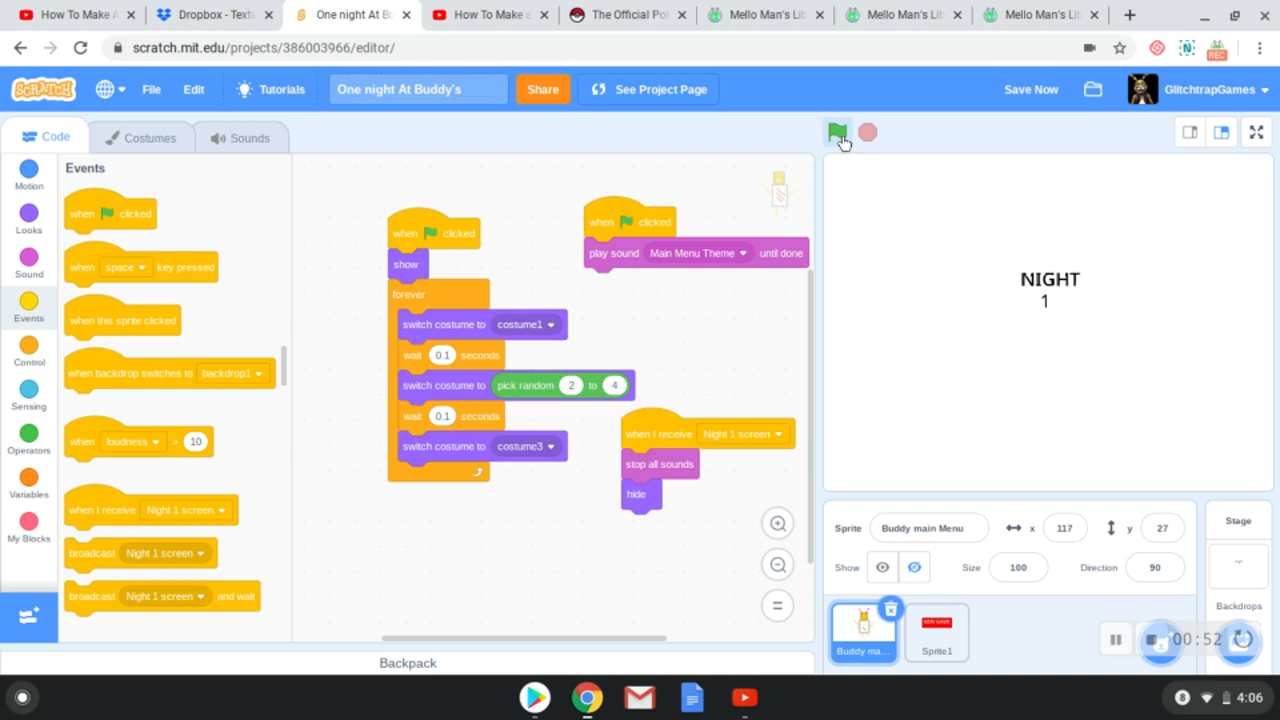 How To Make A
Dropbox - Textu
One night At Bu
How To Make a
The Official Po
Mello Man's Lib
Mello Man's Lib
Mello Man's Lib
scratch.mit.edu/projects/386003966/editor/
REC
SCRATCH
File
Edit
Tutorials
One night At Buddy's
Share
See Project Page
Save Now
GlitchtrapGames
Code
Costumes
Sounds
Motion
Looks
Sound
Events
Control
Sensing
Operators
Variables
My Blocks
Events
when clicked
when space key pressed
when this sprite clicked
when backdrop switches to backdrop1
when loudness > 10
when I receive Night 1 screen
broadcast Night 1 screen
broadcast Night 1 screen and wait
when clicked
show
forever
switch costume to costume1
wait 0.1 seconds
switch costume to pick random 2 to 4
wait 0.1 seconds
switch costume to costume3
when clicked
play sound Main Menu Theme until done
when I receive Night 1 screen
stop all sounds
hide
NIGHT
1
Sprite Buddy main Menu x 117 y 27
Show Size 100 Direction 90
Buddy ma...
Sprite1
Stage
Backdrops
00:52
Backpack
8 4:06